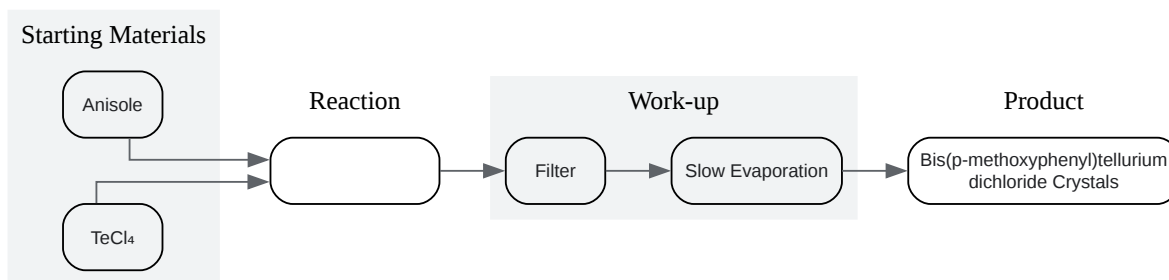 Starting Materials
Anisole
TeCl₄
Reaction
Work-up
Filter
Slow Evaporation
Product
Bis(p-methoxyphenyl)tellurium
dichloride Crystals